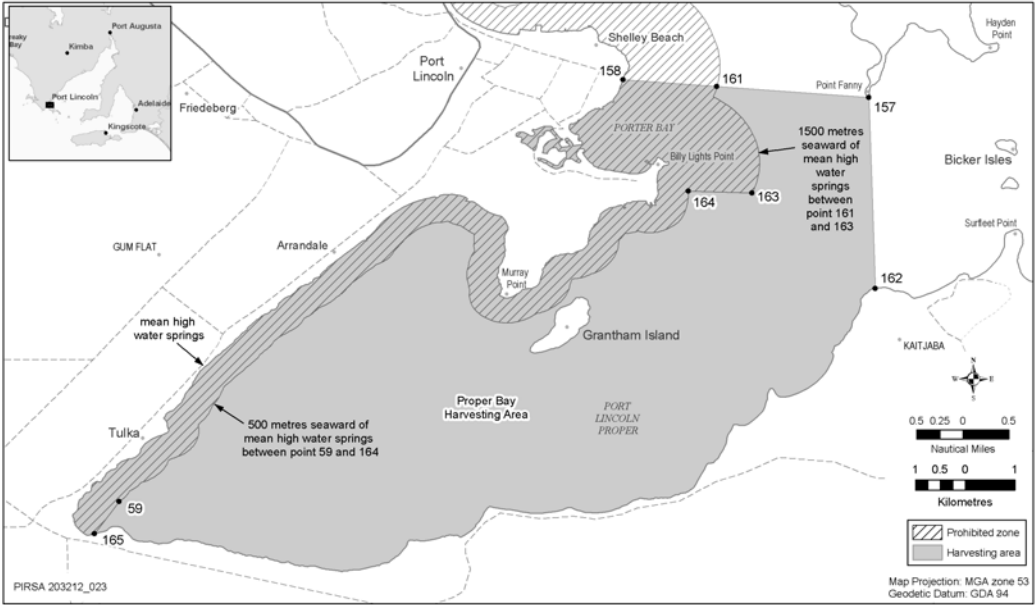 Port Augusta
reaky
Bay
Kimba
Port Lincoln
Adelaide
Kingscote
Friedeberg
Port
Lincoln
Shelley Beach
158
161
Point Fanny
157
Hayden
Point
PORTER BAY
Billy Lights Point
1500 metres
seaward of
mean high
water
springs
between
point 161
and 163
Bicker Isles
164
163
Surfleet Point
GUM FLAT
Arrandale
Murray
Point
162
mean high
water springs
Grantham Island
KAITJABA
N
W E
S
Proper Bay
Harvesting Area
PORT
LINCOLN
PROPER
500 metres seaward of
mean high water springs
between point 59 and 164
Tulka
0.5 0.25 0 0.5
Nautical Miles
1 0.5 0 1
Kilometres
59
165
Prohibited zone
Harvesting area
PIRSA 203212_023
Map Projection: MGA zone 53
Geodetic Datum: GDA 94